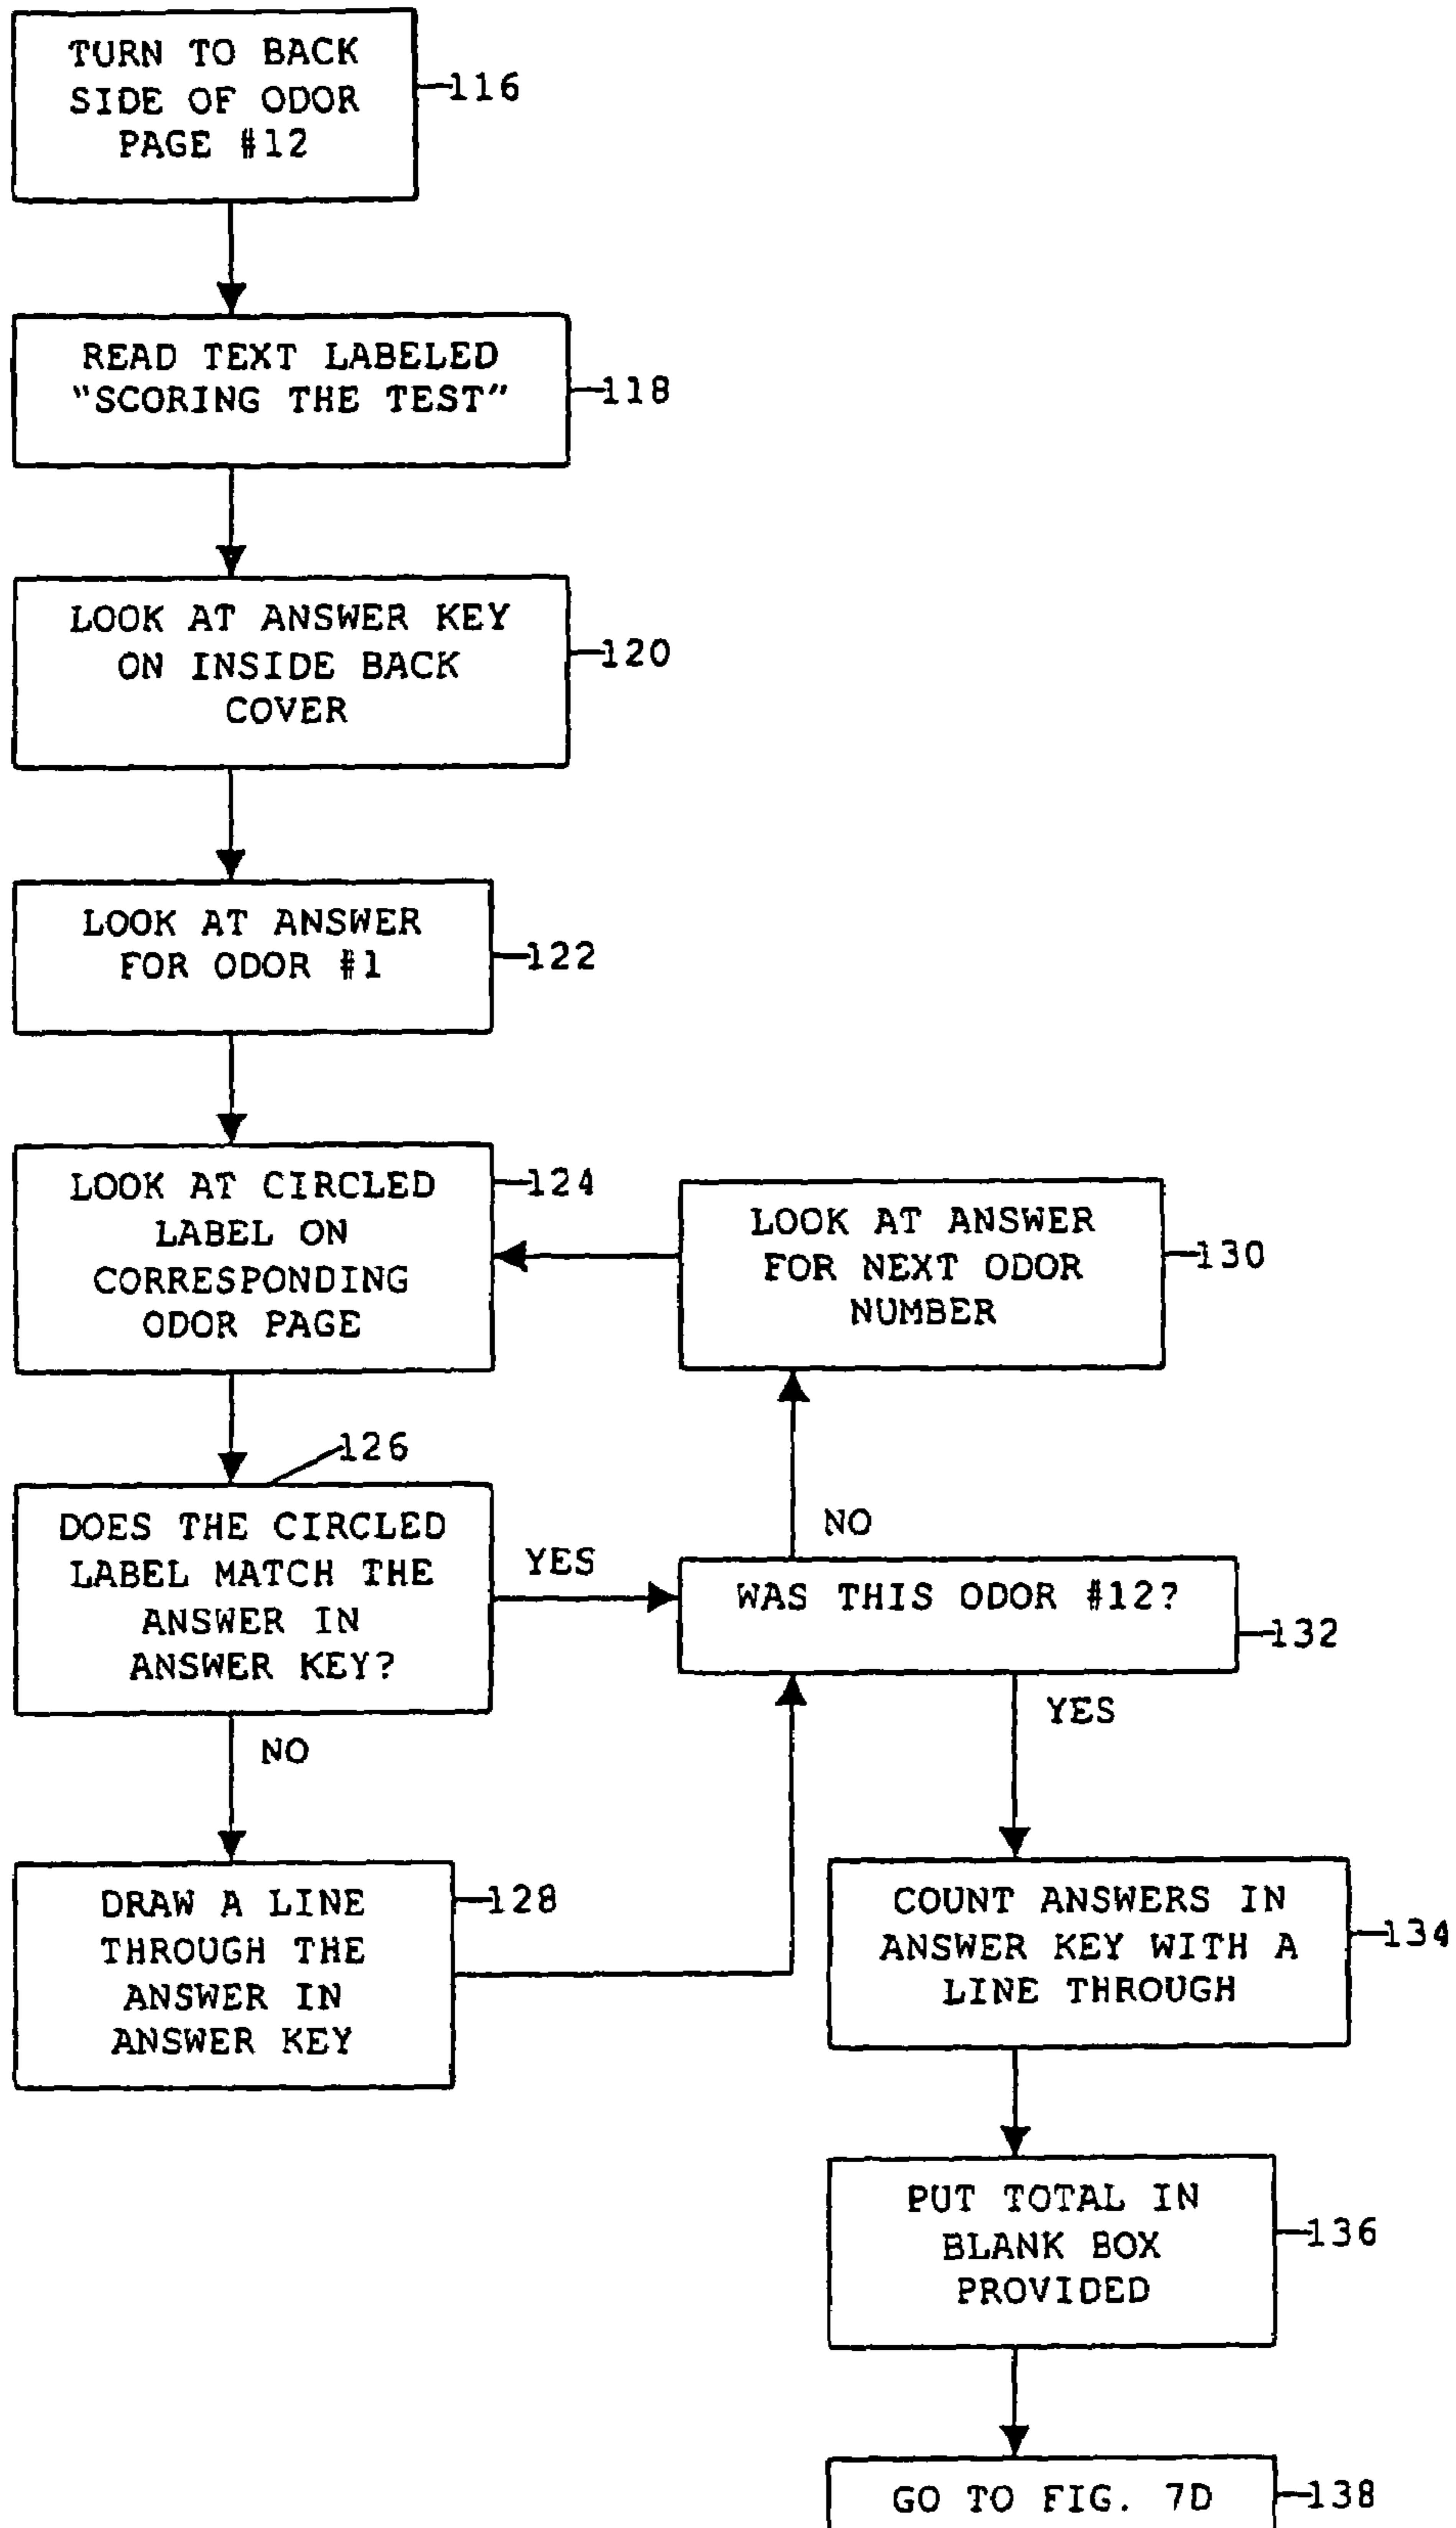 TURN TO BACK
SIDE OF ODOR
PAGE #12
116
READ TEXT LABELED
"SCORING THE TEST"
118
LOOK AT ANSWER KEY
ON INSIDE BACK
COVER
120
LOOK AT ANSWER
FOR ODOR #1
122
LOOK AT CIRCLED
LABEL ON
CORRESPONDING
ODOR PAGE
124
LOOK AT ANSWER
FOR NEXT ODOR
NUMBER
130
126
DOES THE CIRCLED
LABEL MATCH THE
ANSWER IN
ANSWER KEY?
YES
NO
WAS THIS ODOR #12?
132
NO
YES
DRAW A LINE
THROUGH THE
ANSWER IN
ANSWER KEY
128
COUNT ANSWERS IN
ANSWER KEY WITH A
LINE THROUGH
134
PUT TOTAL IN
BLANK BOX
PROVIDED
136
GO TO FIG. 7D
138